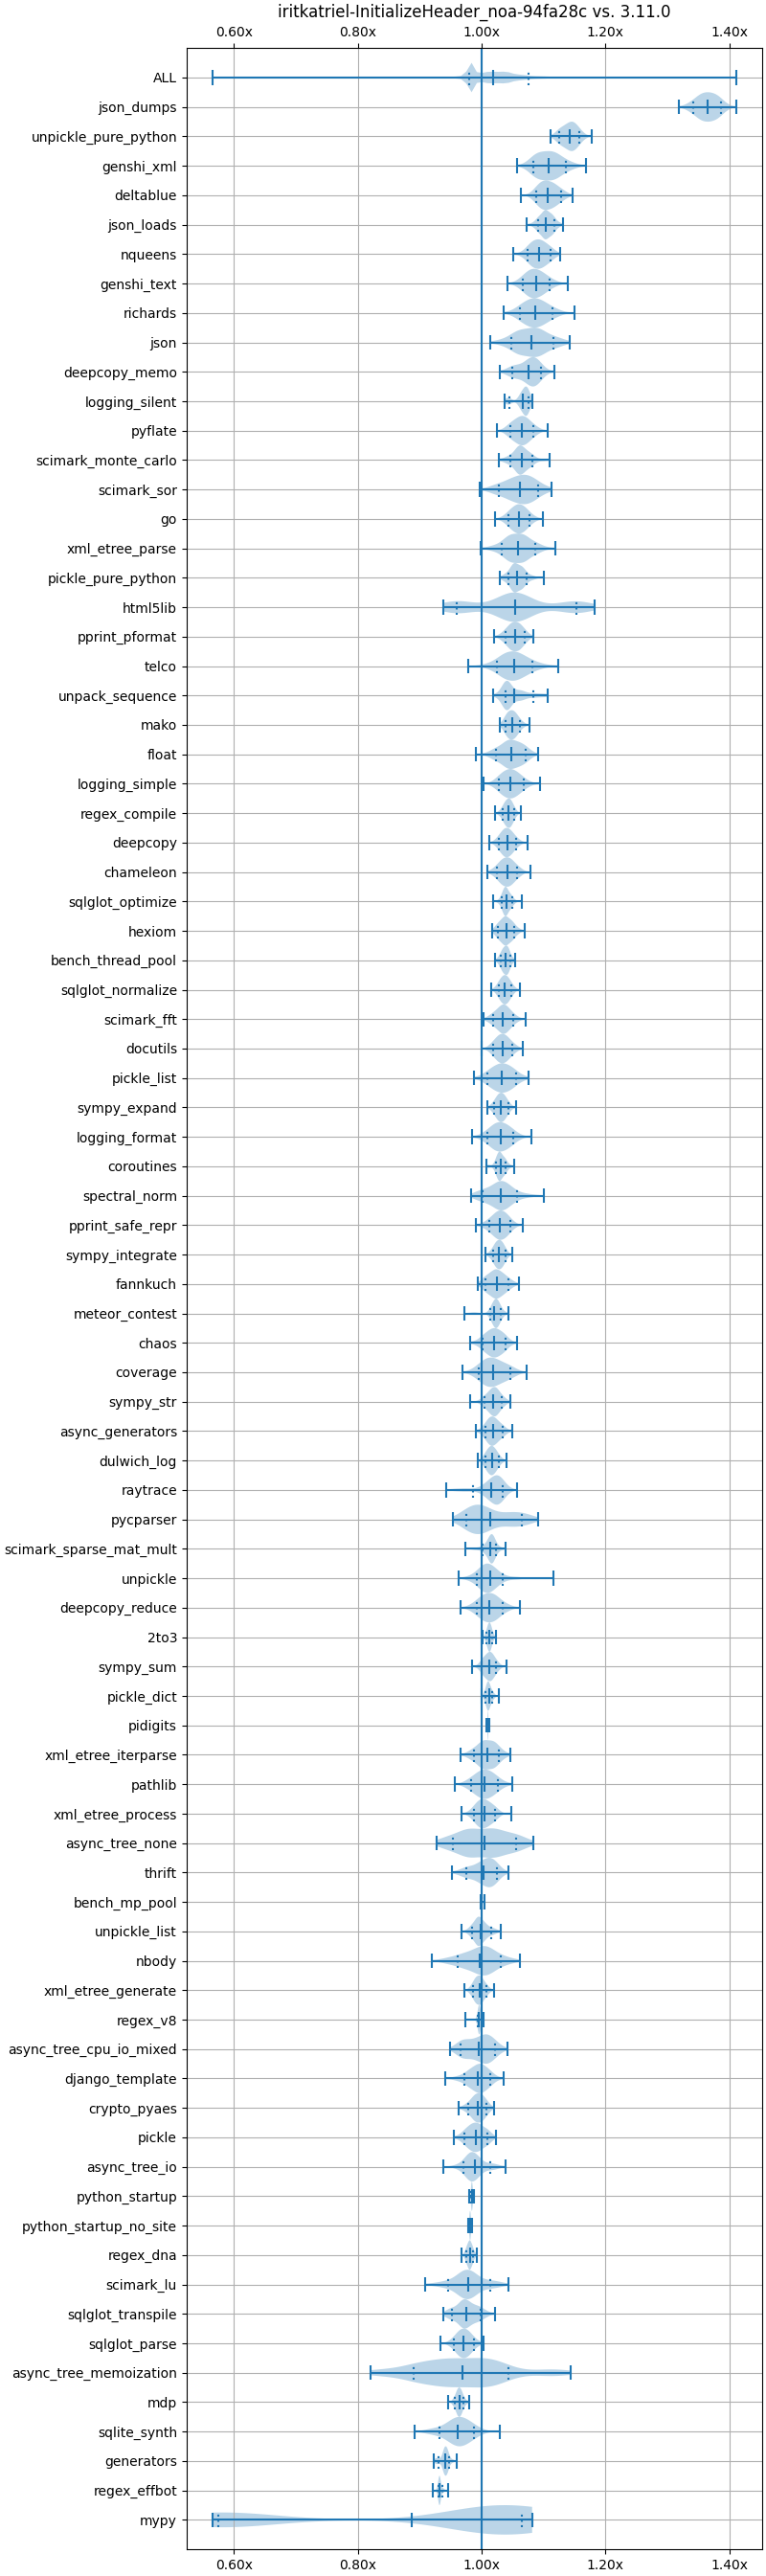 iritkatriel-InitializeHeader_noa-94fa28c vs. 3.11.0
0.60x 0.80x 1.00x 1.20x 1.40x
ALL
json_dumps
unpickle_pure_python
genshi_xml
deltablue
json_loads
nqueens
genshi_text
richards
json
deepcopy_memo
logging_silent
pyflate
scimark_monte_carlo
scimark_sor
go
xml_etree_parse
pickle_pure_python
html5lib
pprint_pformat
telco
unpack_sequence
mako
float
logging_simple
regex_compile
deepcopy
chameleon
sqlglot_optimize
hexiom
bench_thread_pool
sqlglot_normalize
scimark_fft
docutils
pickle_list
sympy_expand
logging_format
coroutines
spectral_norm
pprint_safe_repr
sympy_integrate
fannkuch
meteor_contest
chaos
coverage
sympy_str
async_generators
dulwich_log
raytrace
pycparser
scimark_sparse_mat_mult
unpickle
deepcopy_reduce
2to3
sympy_sum
pickle_dict
pidigits
xml_etree_iterparse
pathlib
xml_etree_process
async_tree_none
thrift
bench_mp_pool
unpickle_list
nbody
xml_etree_generate
regex_v8
async_tree_cpu_io_mixed
django_template
crypto_pyaes
pickle
async_tree_io
python_startup
python_startup_no_site
regex_dna
scimark_lu
sqlglot_transpile
sqlglot_parse
async_tree_memoization
mdp
sqlite_synth
generators
regex_effbot
mypy
0.60x 0.80x 1.00x 1.20x 1.40x